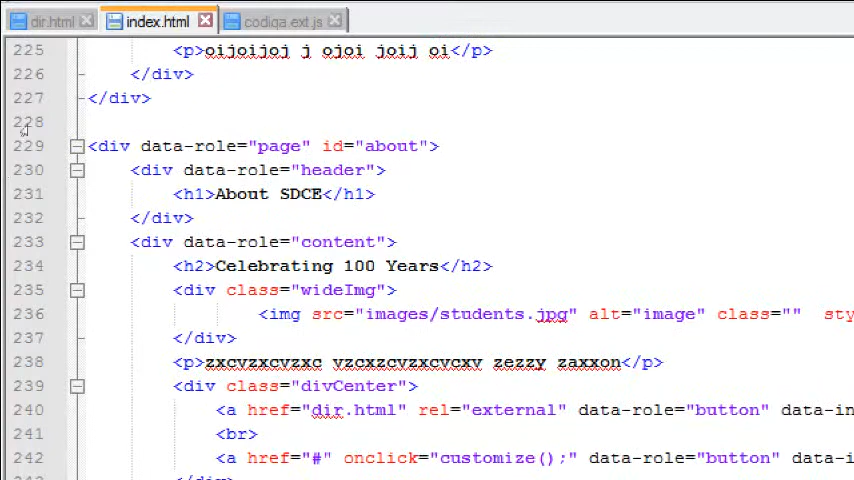 dir.html index.html codiqa.ext.js
225 <p>oijoijoj j ojoi joij oi</p>
226 </div>
227 </div>
228
229 <div data-role="page" id="about">
230 <div data-role="header">
231 <h1>About SDCE</h1>
232 </div>
233 <div data-role="content">
234 <h2>Celebrating 100 Years</h2>
235 <div class="wideImg">
236 <img src="images/students.jpg" alt="image" class="" sty
237 </div>
238 <p>zxcvzxcvzxc vzcxzcvzxcvcxv zezzy zaxxon</p>
239 <div class="divCenter">
240 <a href="dir.html" rel="external" data-role="button" data-in
241 <br>
242 <a href="#" onclick="customize();" data-role="button" data-i